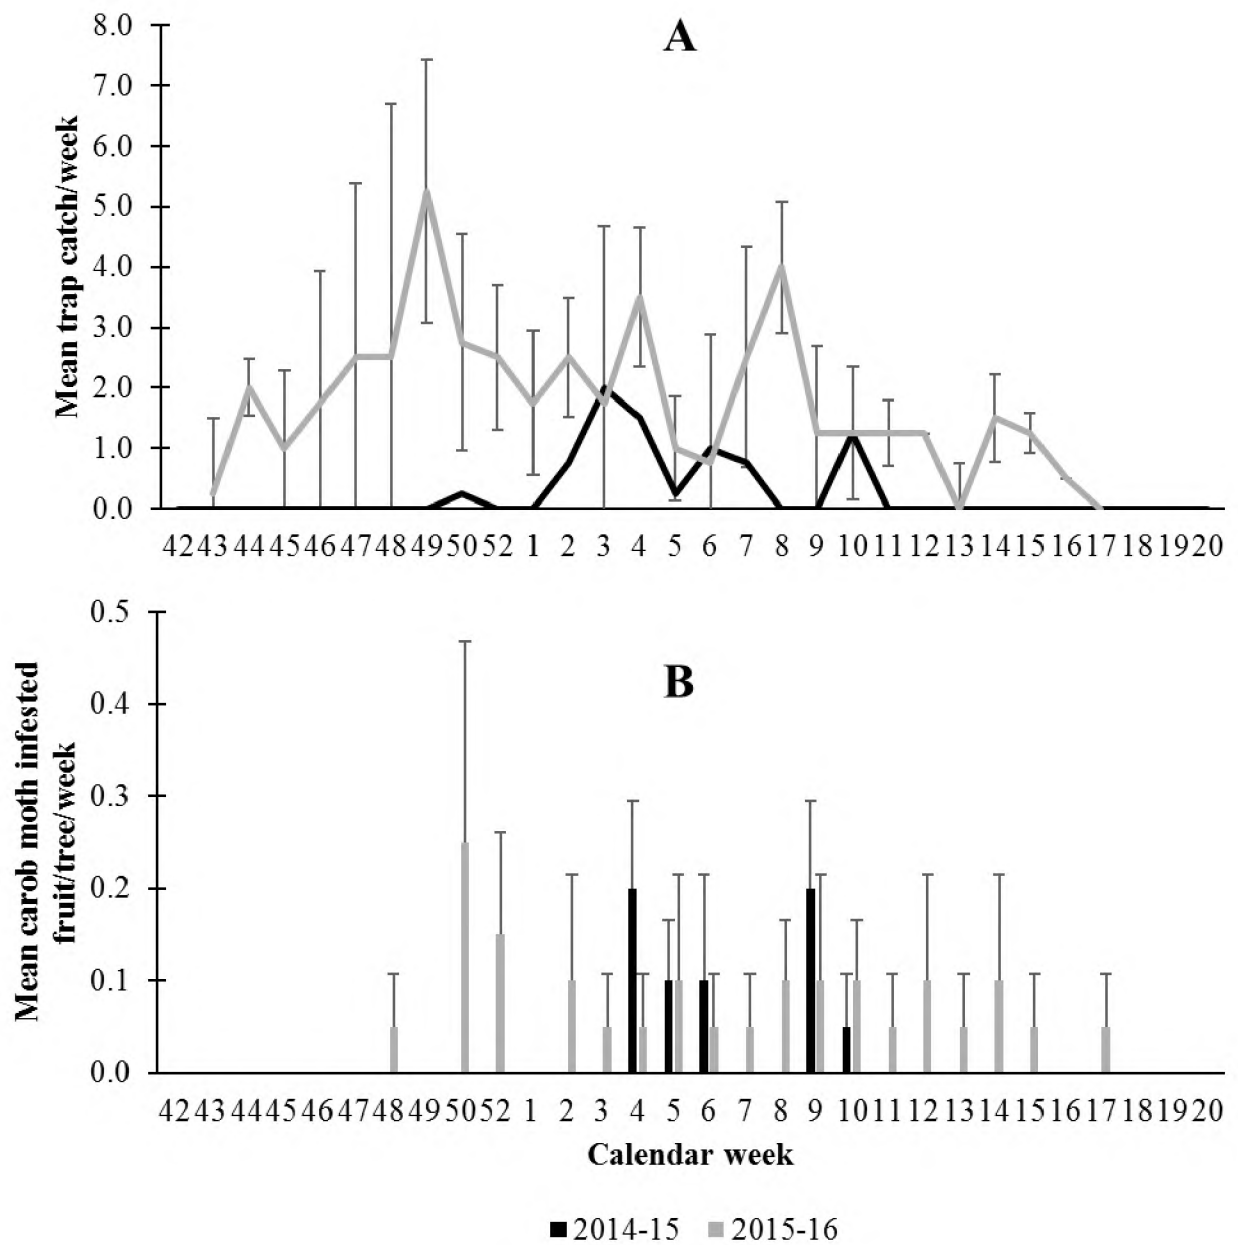 A
Mean trap catch/week
8.0
7.0
6.0
5.0
4.0
3.0
2.0
1.0
0.0
42 43 44 45 46 47 48 49 50 52 1 2 3 4 5 6 7 8 9 10 11 12 13 14 15 16 17 18 19 20
B
Mean carob moth infested
fruit/tree/week
0.5
0.4
0.3
0.2
0.1
0.0
42 43 44 45 46 47 48 49 50 52 1 2 3 4 5 6 7 8 9 10 11 12 13 14 15 16 17 18 19 20
Calendar week
2014-15 2015-16